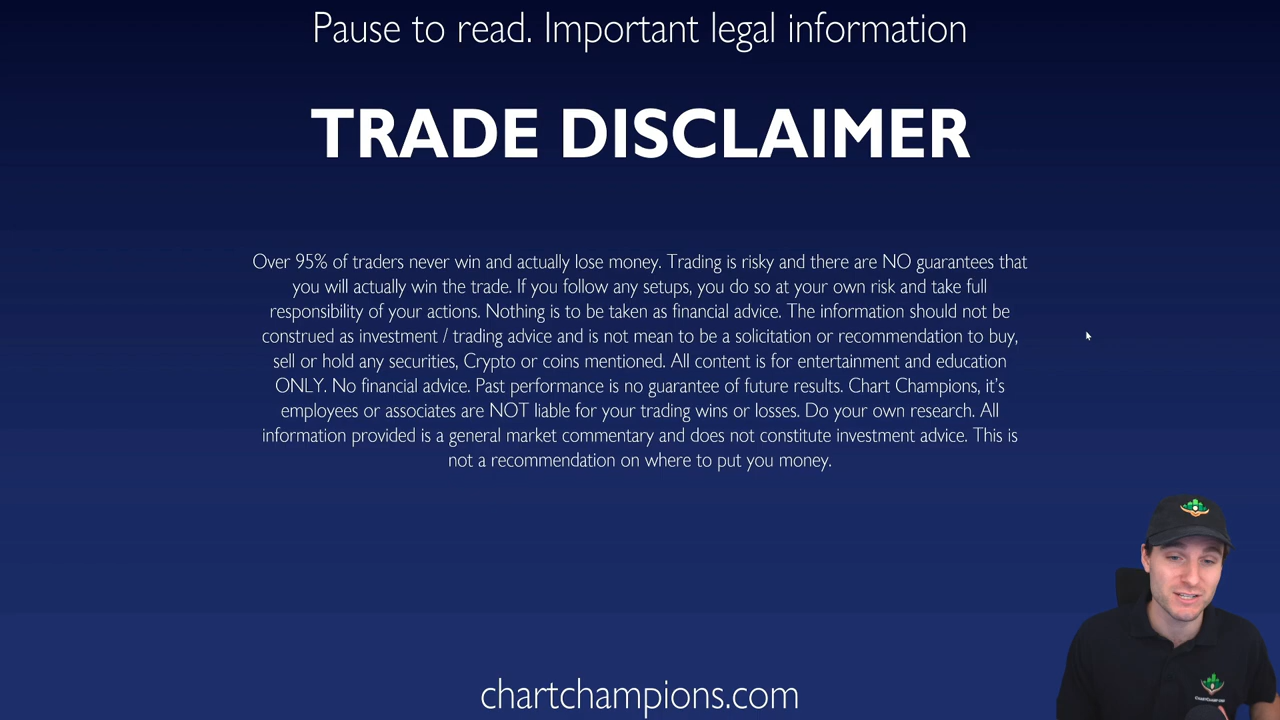 Pause to read. Important legal information
TRADE DISCLAIMER
Over 95% of traders never win and actually lose money. Trading is risky and there are NO guarantees that
you will actually win the trade. If you follow any setups, you do so at your own risk and take full
responsibility of your actions. Nothing is to be taken as financial advice. The information should not be
construed as investment / trading advice and is not mean to be a solicitation or recommendation to buy,
sell or hold any securities, Crypto or coins mentioned. All content is for entertainment and education
ONLY. No financial advice. Past performance is no guarantee of future results. Chart Champions, it's
employees or associates are NOT liable for your trading wins or losses. Do your own research. All
information provided is a general market commentary and does not constitute investment advice. This is
not a recommendation on where to put you money.
chartchampions.com